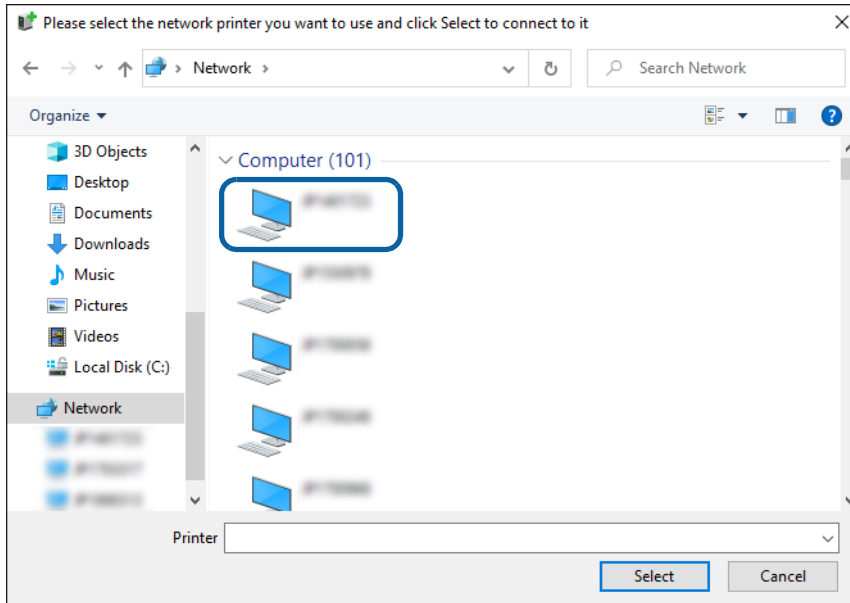 Please select the network printer you want to use and click Select to connect to it
Network
Search Network
Organize
3D Objects
Desktop
Documents
Downloads
Music
Pictures
Videos
Local Disk (C:)
Network
Computer (101)
Printer
Select
Cancel